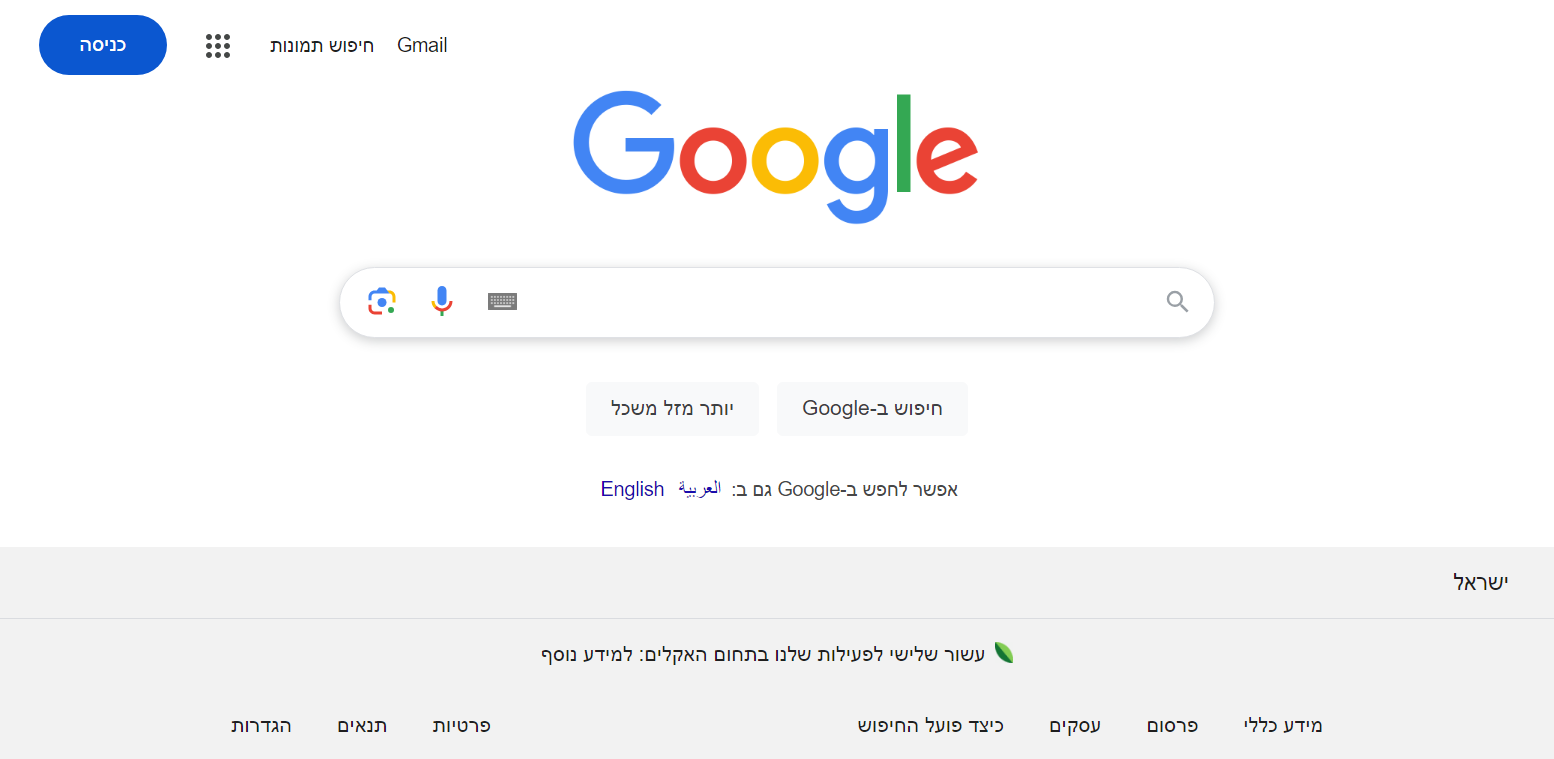 Gmail חיפוש תמונות כניסה
Google
חיפוש ב-Google יותר מזל משכל
אפשר לחפש ב-Google גם ב: العربية English
ישראל
עשור שלישי לפעילות שלנו בתחום האקלים: למידע נוסף
מידע כללי פרסום עסקים כיצד פועל החיפוש פרטיות תנאים הגדרות